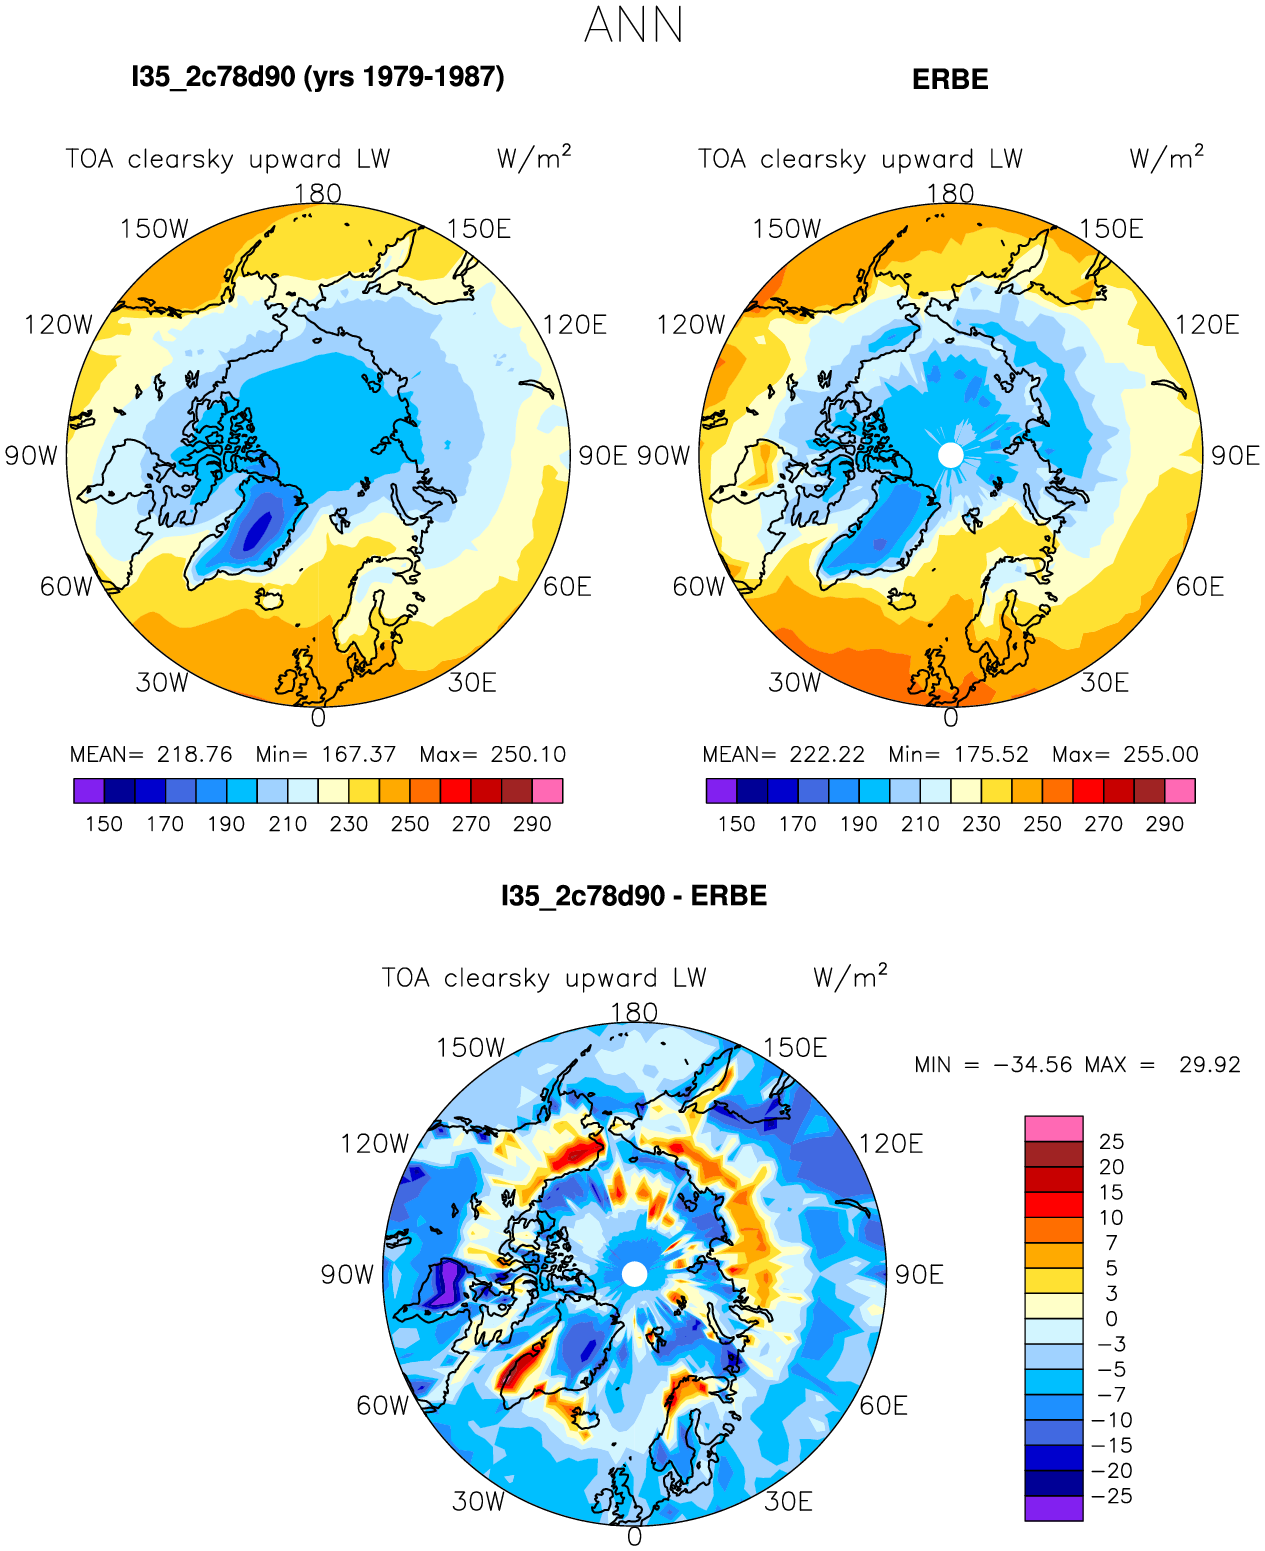 ANN
I35_2c78d90 (yrs 1979-1987)
TOA clearsky upward LW W/m²
180
150W 150E
120W 120E
90W 90E
60W 60E
30W 30E
0
MEAN= 218.76 Min= 167.37 Max= 250.10
150 170 190 210 230 250 270 290
ERBE
TOA clearsky upward LW W/m²
180
150W 150E
120W 120E
90W 90E
60W 60E
30W 30E
0
MEAN= 222.22 Min= 175.52 Max= 255.00
150 170 190 210 230 250 270 290
I35_2c78d90 - ERBE
TOA clearsky upward LW W/m²
180
150W 150E
120W 120E
90W 90E
60W 60E
30W 30E
0
MIN = −34.56 MAX = 29.92
25
20
15
10
7
5
3
0
−3
−5
−7
−10
−15
−20
−25